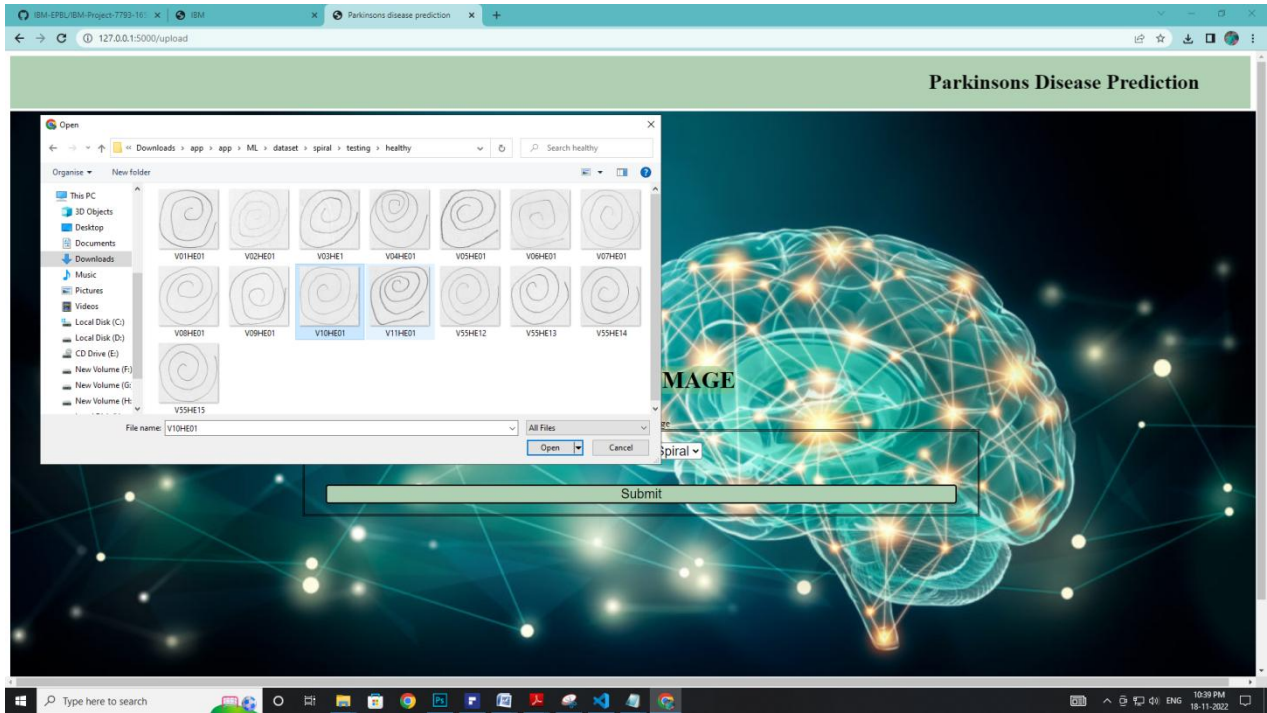 IBM-EPBL/IBM-Project-7793-165
IBM
Parkinsons disease prediction
127.0.0.1:5000/upload
Parkinsons Disease Prediction
Open
« Downloads › app › app › ML › dataset › spiral › testing › healthy
Search healthy
Organise
New folder
This PC
3D Objects
Desktop
Documents
Downloads
Music
Pictures
Videos
Local Disk (C:)
Local Disk (D:)
CD Drive (E:)
New Volume (F:)
New Volume (G:
New Volume (H:
V01HE01 V02HE01 V03HE1 V04HE01 V05HE01 V06HE01 V07HE01
V08HE01 V09HE01 V10HE01 V11HE01 V55HE12 V55HE13 V55HE14
V55HE15
File name: V10HE01
All Files
Open
Cancel
MAGE
ge
Spiral
Submit
Type here to search
Ps
ENG
10:39 PM
18-11-2022